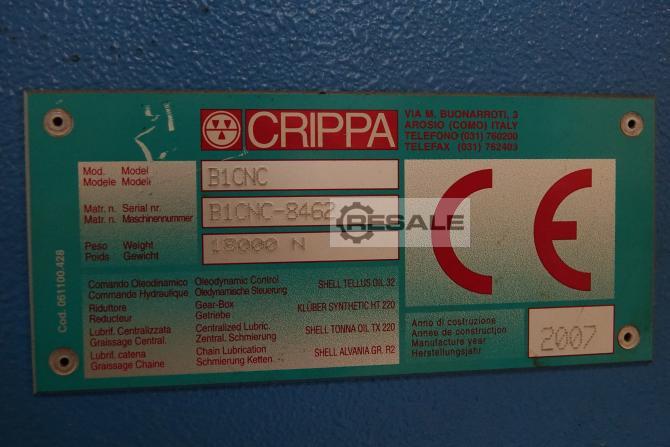 CRIPPA
VIA M. BUONARROTI, 3
AROSIO (COMO) ITALY
TELEFONO (031) 760200
TELEFAX (031) 762403
Mod. Model
Modele Modell
B1CNC
Matr. n. Serial nr.
Matr. n. Maschinennummer
B1CNC-8462
RESALE
Peso Weight
Poids Gewicht
18000 N
CE
Comando Oleodinamico Oleodynamic Control
Commande Hydraulique Oledynamische Steuerung
SHELL TELLUS OIL 32
Riduttore Gear-Box
Reducteur Getriebe
KLÜBER SYNTHETIC HT 220
Lubrif. Centralizzata Centralized Lubric.
Graissage Central. Zentral. Schmierung
SHELL TONNA OIL TX 220
Lubrif. catena Chain Lubrication
Graissage Chaine Schmierung Ketten
SHELL ALVANIA GR. R2
Anno di costruzione
Annee de construction
Manufacture year
Herstellungsjahr
2007
Cod. 061100.428